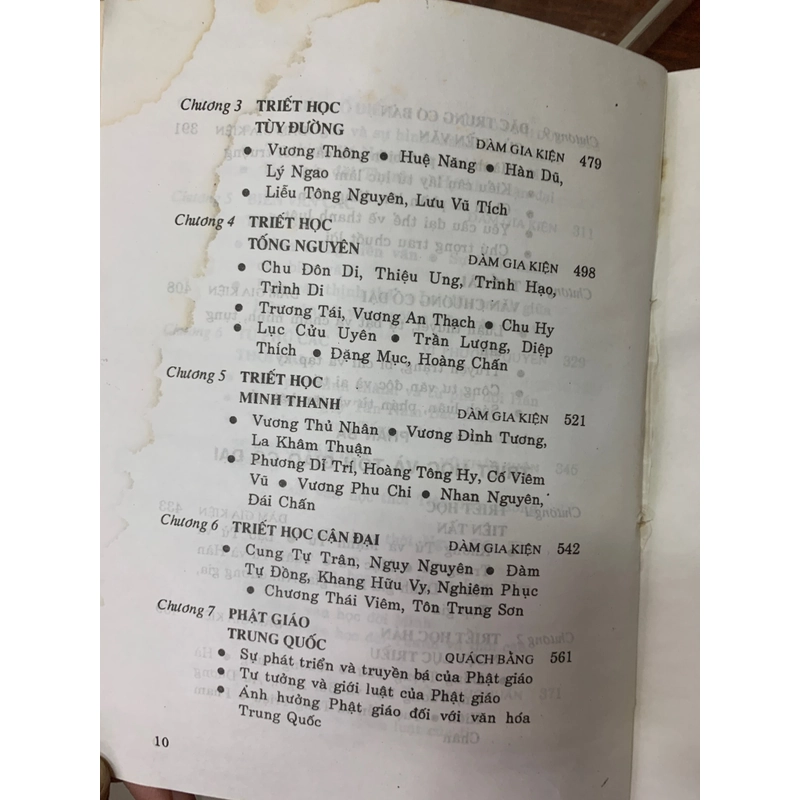 Chương 3 TRIẾT HỌC
TÙY ĐƯỜNG ĐÀM GIA KIỆN 479
● Vương Thông ● Huệ Năng ● Hàn Dũ,
Lý Ngao
● Liễu Tông Nguyên, Lưu Vũ Tích
Chương 4 TRIẾT HỌC
TỐNG NGUYÊN ĐÀM GIA KIỆN 498
● Chu Đôn Di, Thiệu Ung, Trình Hạo,
Trình Di
● Trương Tái, Vương An Thạch ● Chu Hy
● Lục Cửu Uyên ● Trần Lượng, Diệp
Thích ● Đặng Mục, Hoàng Chấn
Chương 5 TRIẾT HỌC
MINH THANH ĐÀM GIA KIỆN 521
● Vương Thủ Nhân ● Vương Đình Tương,
La Khâm Thuận
● Phương Dĩ Trí, Hoàng Tông Hy, Cố Viêm
Vũ ● Vương Phu Chi ● Nhan Nguyên,
Đái Chấn
Chương 6 TRIẾT HỌC CẬN ĐẠI ĐÀM GIA KIỆN 542
● Cung Tự Trân, Ngụy Nguyên ● Đàm
Tự Đồng, Khang Hữu Vy, Nghiêm Phục
● Chương Thái Viêm, Tôn Trung Sơn
Chương 7 PHẬT GIÁO
TRUNG QUỐC QUÁCH BẰNG 561
● Sự phát triển và truyền bá của Phật giáo
● Tư tưởng và giới luật của Phật giáo
● Ảnh hưởng Phật giáo đối với văn hóa
Trung Quốc
10